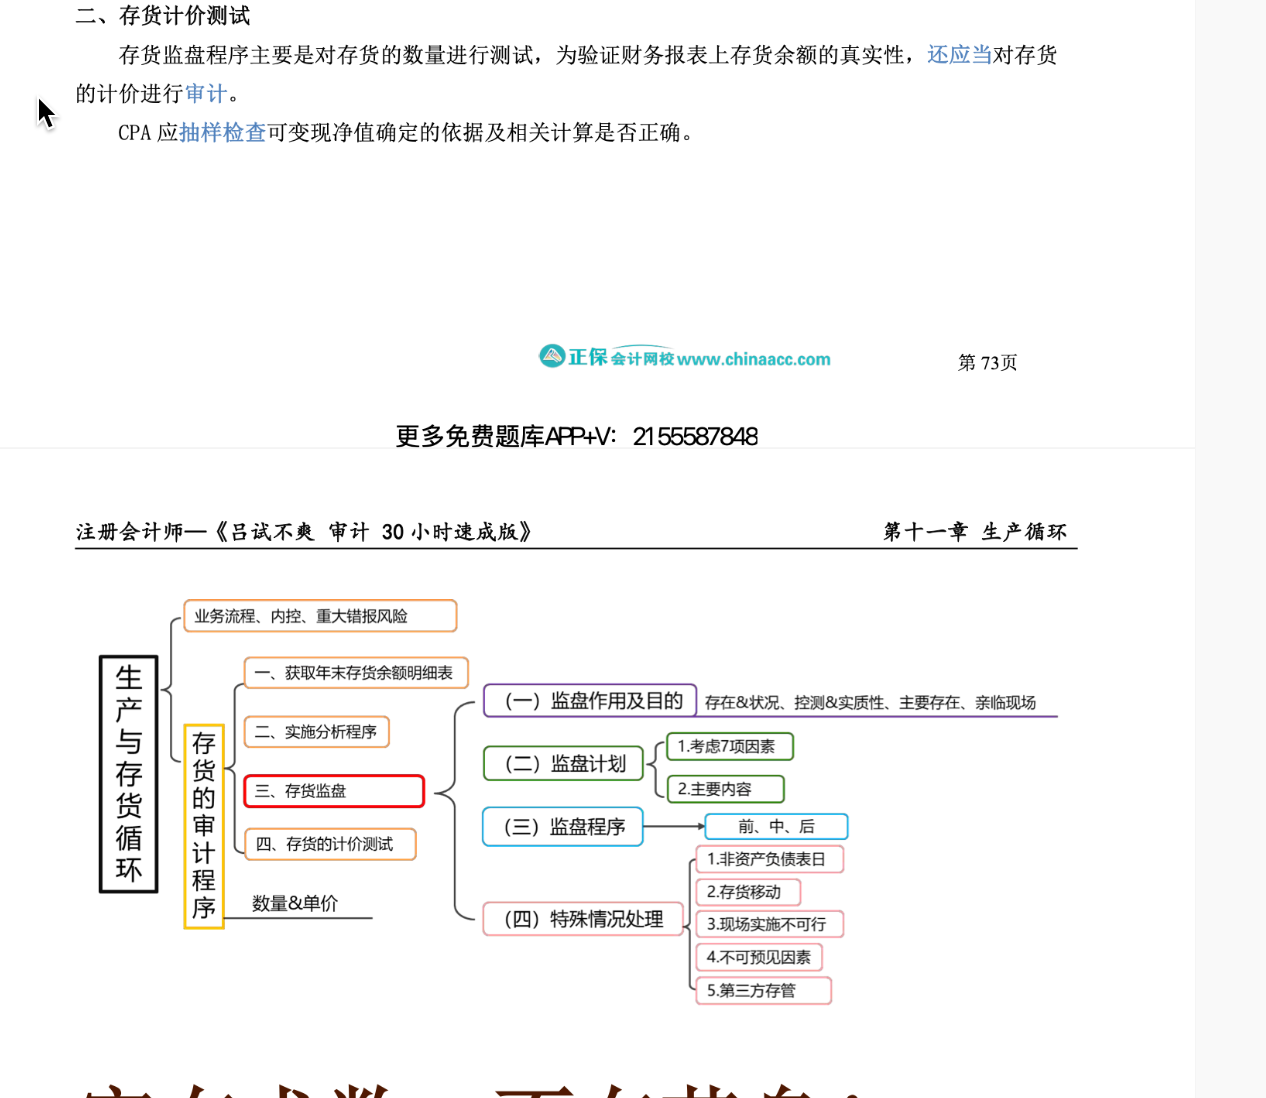 二、存货计价测试
存货监盘程序主要是对存货的数量进行测试，为验证财务报表上存货余额的真实性，还应当对存货
的计价进行审计。
CPA 应抽样检查可变现净值确定的依据及相关计算是否正确。
正保会计网校 www.chinaacc.com
第 73页
更多免费题库APP+V: 2155587848
注册会计师—《吕试不爽 审计 30 小时速成版》
第十一章 生产循环
生产与存货循环
业务流程、内控、重大错报风险
存货的审计程序
一、获取年末存货余额明细表
二、实施分析程序
三、存货监盘
四、存货的计价测试
数量&单价
（一）监盘作用及目的
存在&状况、控测&实质性、主要存在、亲临现场
（二）监盘计划
1.考虑7项因素
2.主要内容
（三）监盘程序
前、中、后
（四）特殊情况处理
1.非资产负债表日
2.存货移动
3.现场实施不可行
4.不可预见因素
5.第三方存管